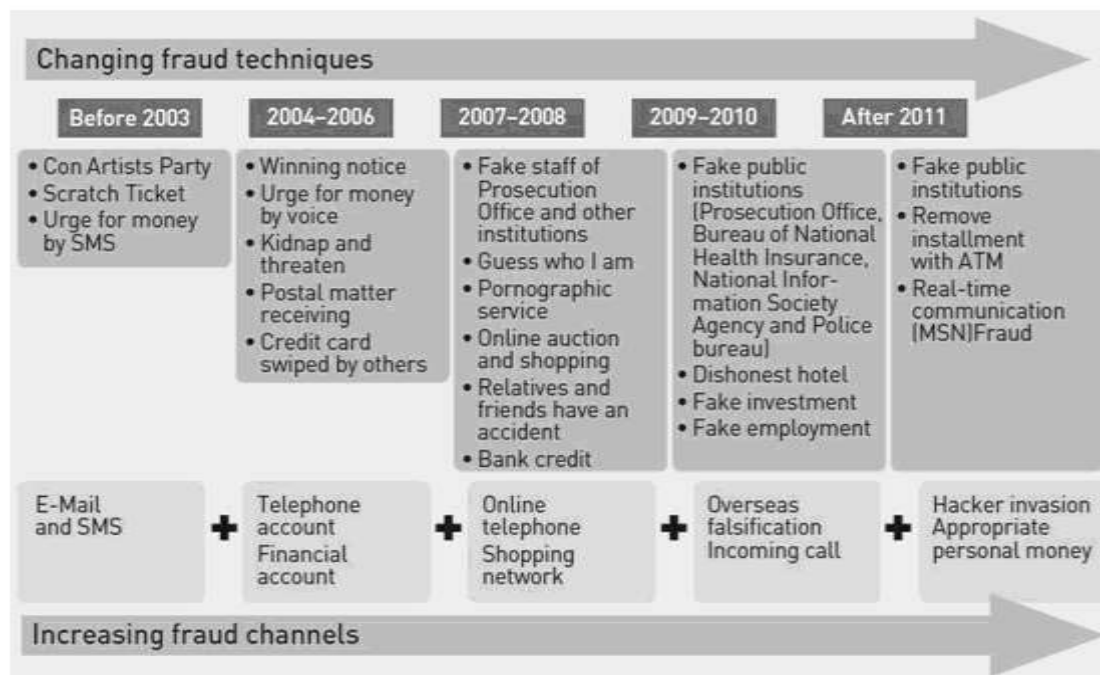 Changing fraud techniques
Before 2003
2004–2006
2007–2008
2009–2010
After 2011
• Con Artists Party
• Scratch Ticket
• Urge for money
by SMS
• Winning notice
• Urge for money
by voice
• Kidnap and
threaten
• Postal matter
receiving
• Credit card
swiped by others
• Fake staff of
Prosecution
Office and other
institutions
• Guess who I am
• Pornographic
service
• Online auction
and shopping
• Relatives and
friends have an
accident
• Bank credit
• Fake public
institutions
(Prosecution Office,
Bureau of National
Health Insurance,
National Infor-
mation Society
Agency and Police
bureau)
• Dishonest hotel
• Fake investment
• Fake employment
• Fake public
institutions
• Remove
installment
with ATM
• Real-time
communication
(MSN)Fraud
E-Mail
and SMS
+
Telephone
account
Financial
account
+
Online
telephone
Shopping
network
+
Overseas
falsification
Incoming call
+
Hacker invasion
Appropriate
personal money
Increasing fraud channels